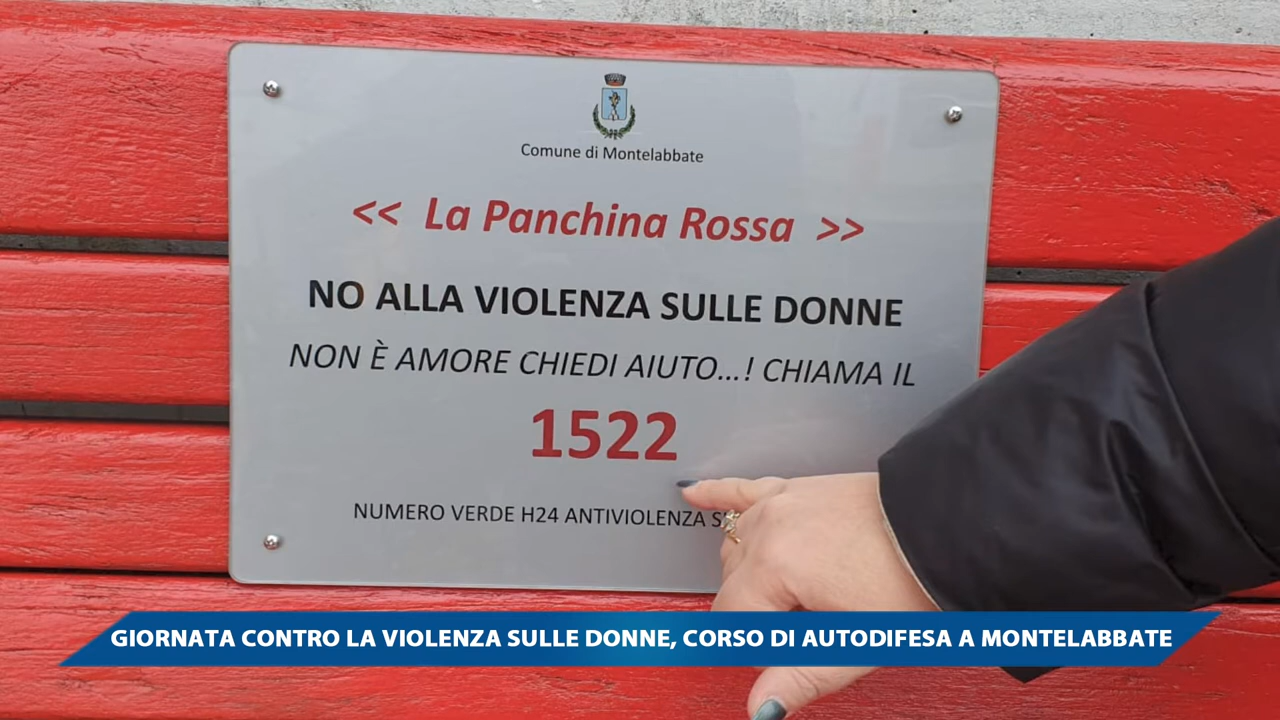 Comune di Montelabbate
<< La Panchina Rossa >>
NO ALLA VIOLENZA SULLE DONNE
NON È AMORE CHIEDI AIUTO...! CHIAMA IL
1522
NUMERO VERDE H24 ANTIVIOLENZA
GIORNATA CONTRO LA VIOLENZA SULLE DONNE, CORSO DI AUTODIFESA A MONTELABBATE